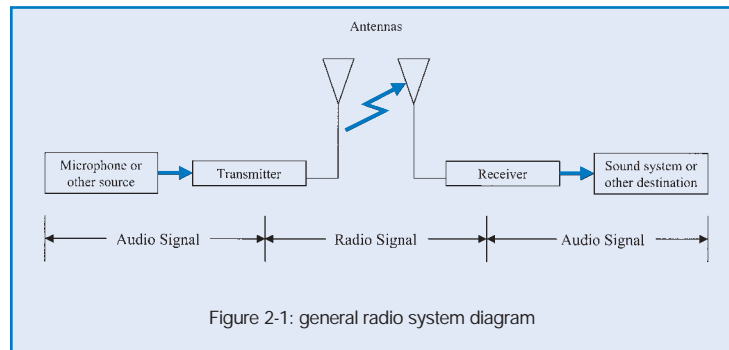 Antennas
Microphone or
other source
Transmitter
Receiver
Sound system or
other destination
Audio Signal
Radio Signal
Audio Signal
Figure 2-1: general radio system diagram